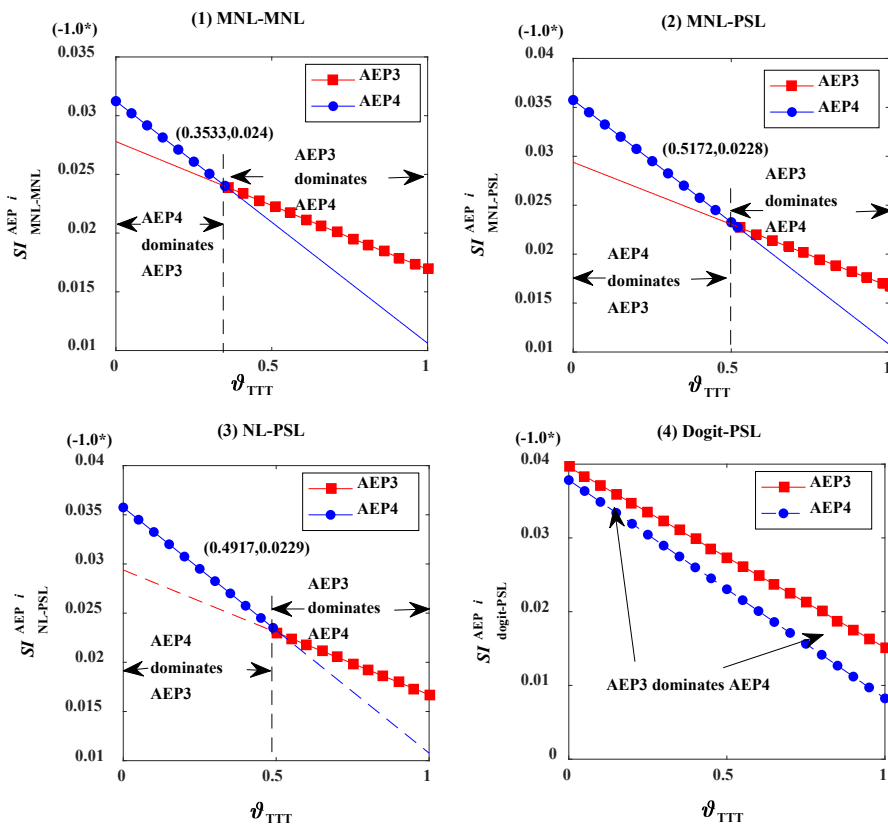 (1) MNL-MNL
(-1.0*)
0.035
0.03
0.025
0.02
0.015
0.01
SI AEP i MNL-MNL
AEP3
AEP4
(0.3533,0.024)
AEP3
dominates
AEP4
AEP4
dominates
AEP3
0
0.5
1
ϑ TTT
(2) MNL-PSL
(-1.0*)
0.04
0.035
0.03
0.025
0.02
0.015
0.01
SI AEP i MNL-PSL
AEP3
AEP4
(0.5172,0.0228)
AEP3
dominates
AEP4
AEP4
dominates
AEP3
0
0.5
1
ϑ TTT
(3) NL-PSL
(-1.0*)
0.04
0.035
0.03
0.025
0.02
0.015
0.01
SI AEP i NL-PSL
AEP3
AEP4
(0.4917,0.0229)
AEP3
dominates
AEP4
AEP4
dominates
AEP3
0
0.5
1
ϑ TTT
(4) Dogit-PSL
(-1.0*)
0.04
0.03
0.02
0.01
0
SI AEP i dogit-PSL
AEP3
AEP4
AEP3 dominates AEP4
0
0.5
1
ϑ TTT